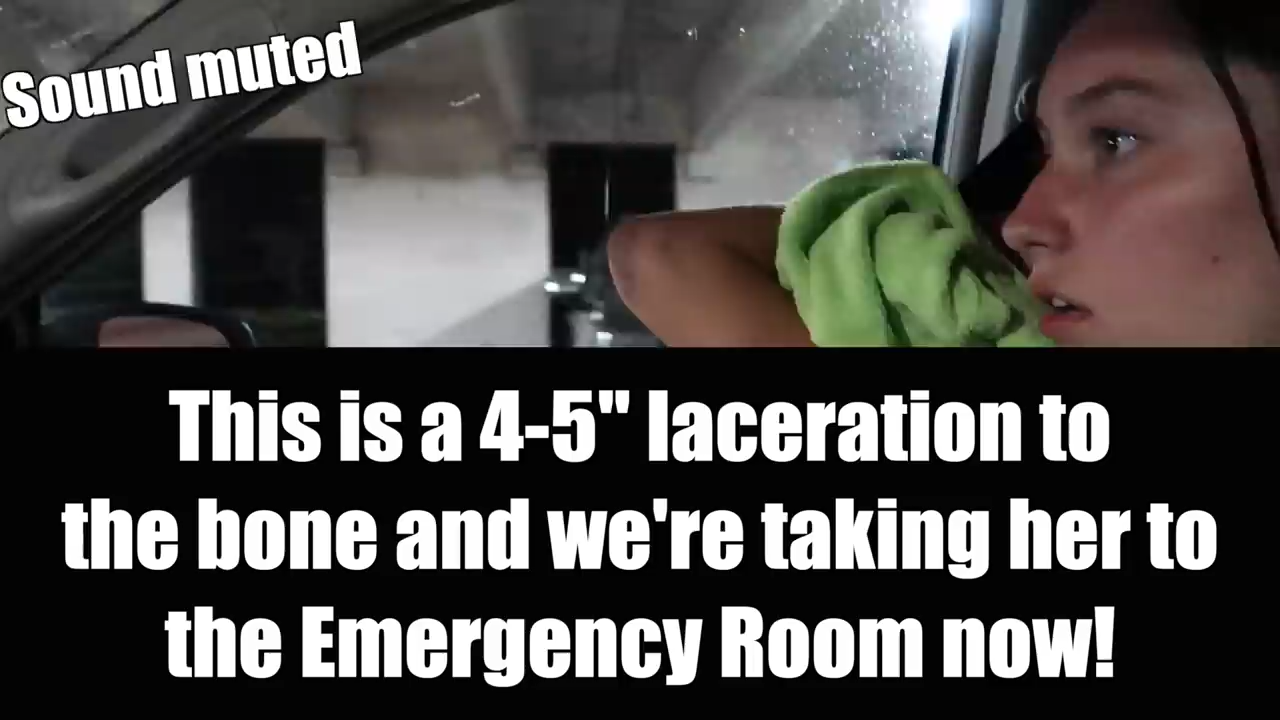 Sound muted
This is a 4-5" laceration to
the bone and we're taking her to
the Emergency Room now!